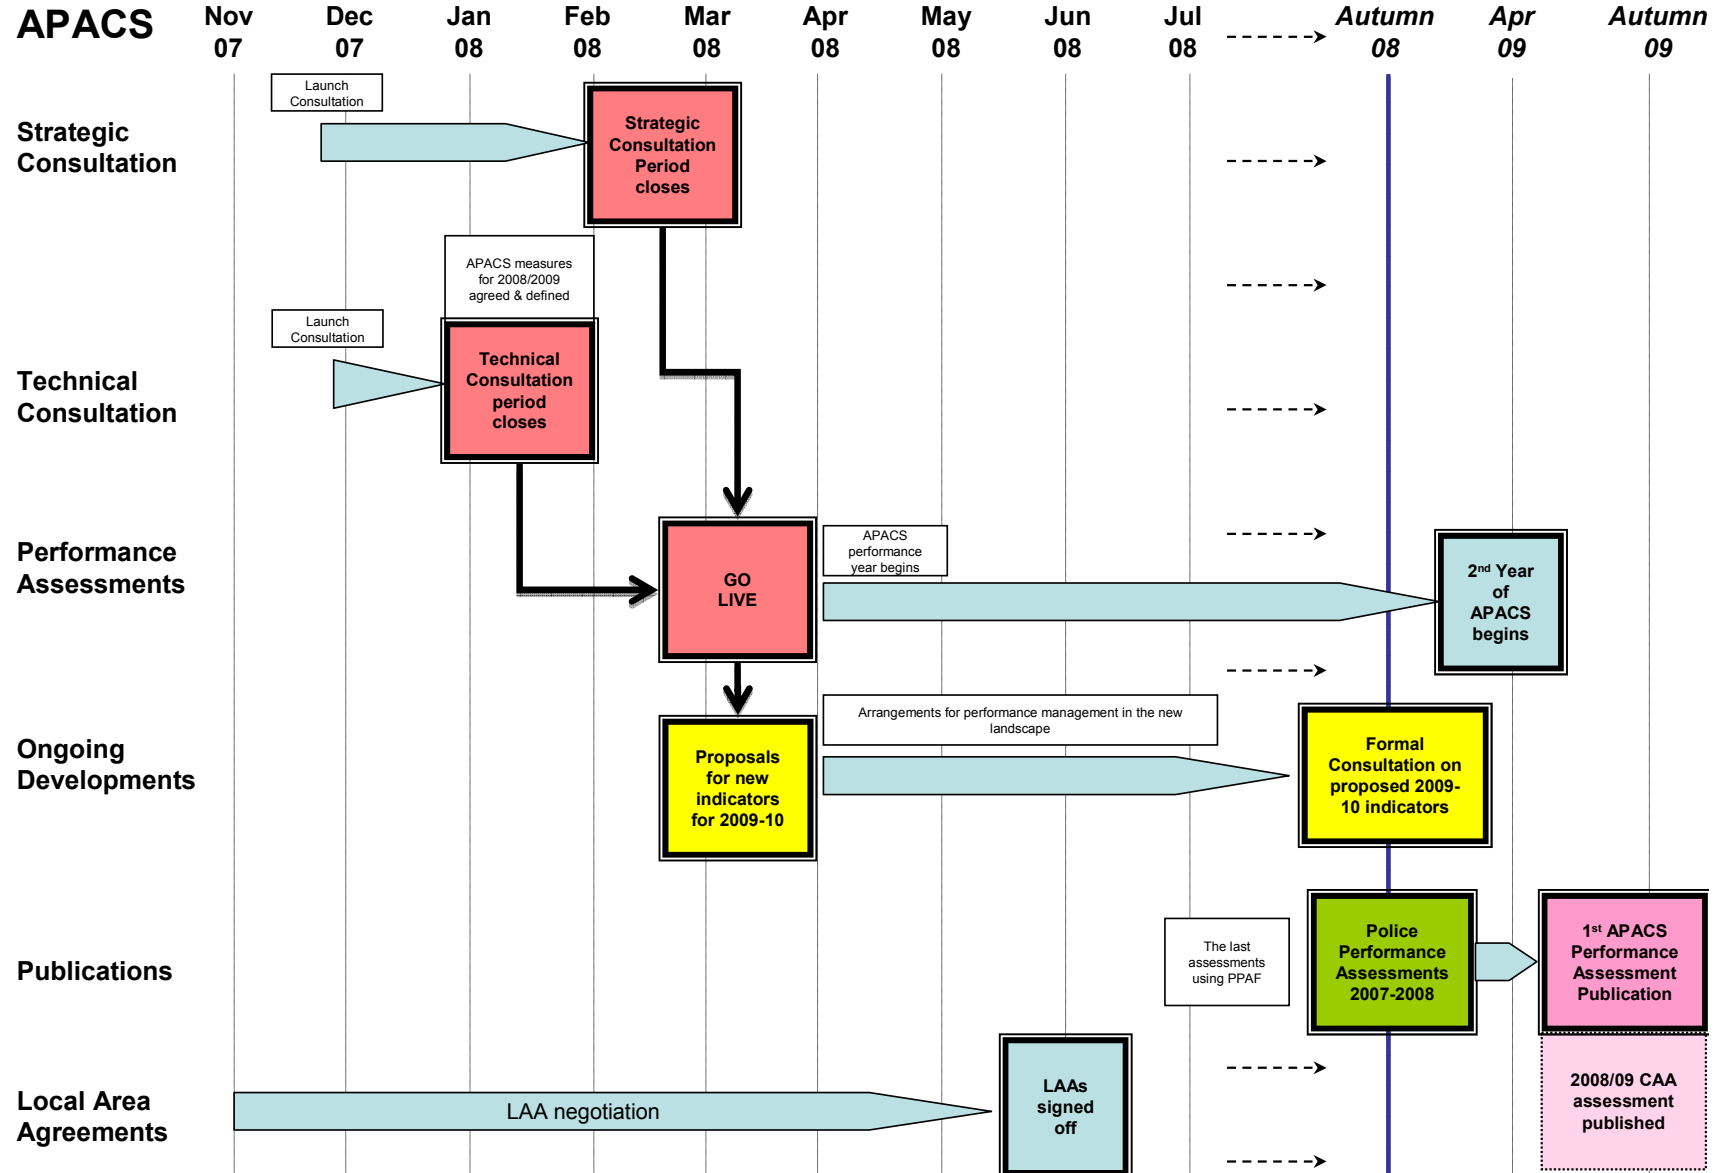 APACS
Nov
07
Dec
07
Jan
08
Feb
08
Mar
08
Apr
08
May
08
Jun
08
Jul
08
Autumn
08
Apr
09
Autumn
09
Strategic
Consultation
Launch
Consultation
Strategic
Consultation
Period
closes
Technical
Consultation
Launch
Consultation
APACS measures
for 2008/2009
agreed & defined
Technical
Consultation
period
closes
Performance
Assessments
GO
LIVE
APACS
performance
year begins
2nd Year
of
APACS
begins
Ongoing
Developments
Proposals
for new
indicators
for 2009-10
Arrangements for performance management in the new
landscape
Formal
Consultation on
proposed 2009-
10 indicators
Publications
The last
assessments
using PPAF
Police
Performance
Assessments
2007-2008
1st APACS
Performance
Assessment
Publication
Local Area
Agreements
LAA negotiation
LAAs
signed
off
2008/09 CAA
assessment
published